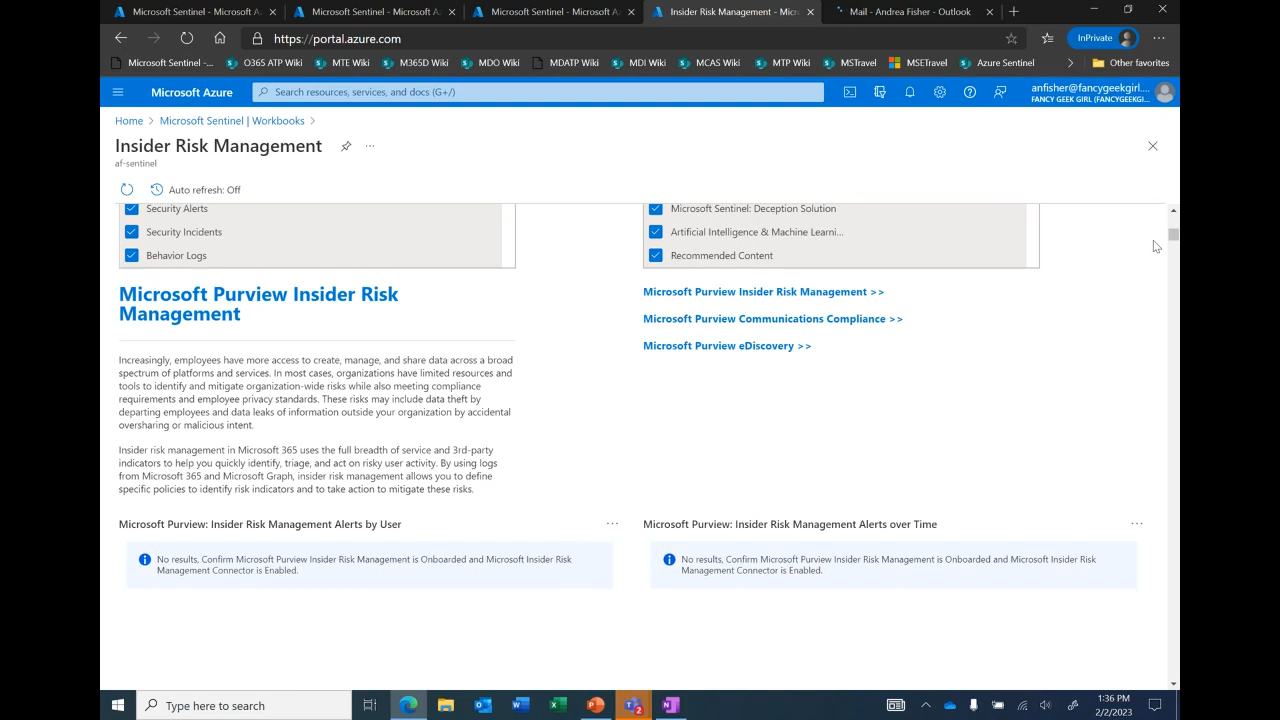 Microsoft Sentinel - Microsoft A...
Microsoft Sentinel - Microsoft A...
Microsoft Sentinel - Microsoft A...
Insider Risk Management - Micr...
Mail - Andrea Fisher - Outlook
https://portal.azure.com
InPrivate
Microsoft Sentinel -...
O365 ATP Wiki
MTE Wiki
M365D Wiki
MDO Wiki
MDATP Wiki
MDI Wiki
MCAS Wiki
MTP Wiki
MSTravel
MSETravel
Azure Sentinel
Other favorites
Microsoft Azure
Search resources, services, and docs (G+/)
anfisher@fancygeekgirl....
FANCY GEEK GIRL (FANCYGEEKGI...
Home > Microsoft Sentinel | Workbooks >
Insider Risk Management
af-sentinel
Auto refresh: Off
Security Alerts
Security Incidents
Behavior Logs
Microsoft Sentinel: Deception Solution
Artificial Intelligence & Machine Learni...
Recommended Content
Microsoft Purview Insider Risk
Management
Increasingly, employees have more access to create, manage, and share data across a broad
spectrum of platforms and services. In most cases, organizations have limited resources and
tools to identify and mitigate organization-wide risks while also meeting compliance
requirements and employee privacy standards. These risks may include data theft by
departing employees and data leaks of information outside your organization by accidental
oversharing or malicious intent.
Insider risk management in Microsoft 365 uses the full breadth of service and 3rd-party
indicators to help you quickly identify, triage, and act on risky user activity. By using logs
from Microsoft 365 and Microsoft Graph, insider risk management allows you to define
specific policies to identify risk indicators and to take action to mitigate these risks.
Microsoft Purview Insider Risk Management >>
Microsoft Purview Communications Compliance >>
Microsoft Purview eDiscovery >>
Microsoft Purview: Insider Risk Management Alerts by User
No results, Confirm Microsoft Purview Insider Risk Management is Onboarded and Microsoft Insider Risk
Management Connector is Enabled.
Microsoft Purview: Insider Risk Management Alerts over Time
No results, Confirm Microsoft Purview Insider Risk Management is Onboarded and Microsoft Insider Risk
Management Connector is Enabled.
Type here to search
1:36 PM
2/2/2023